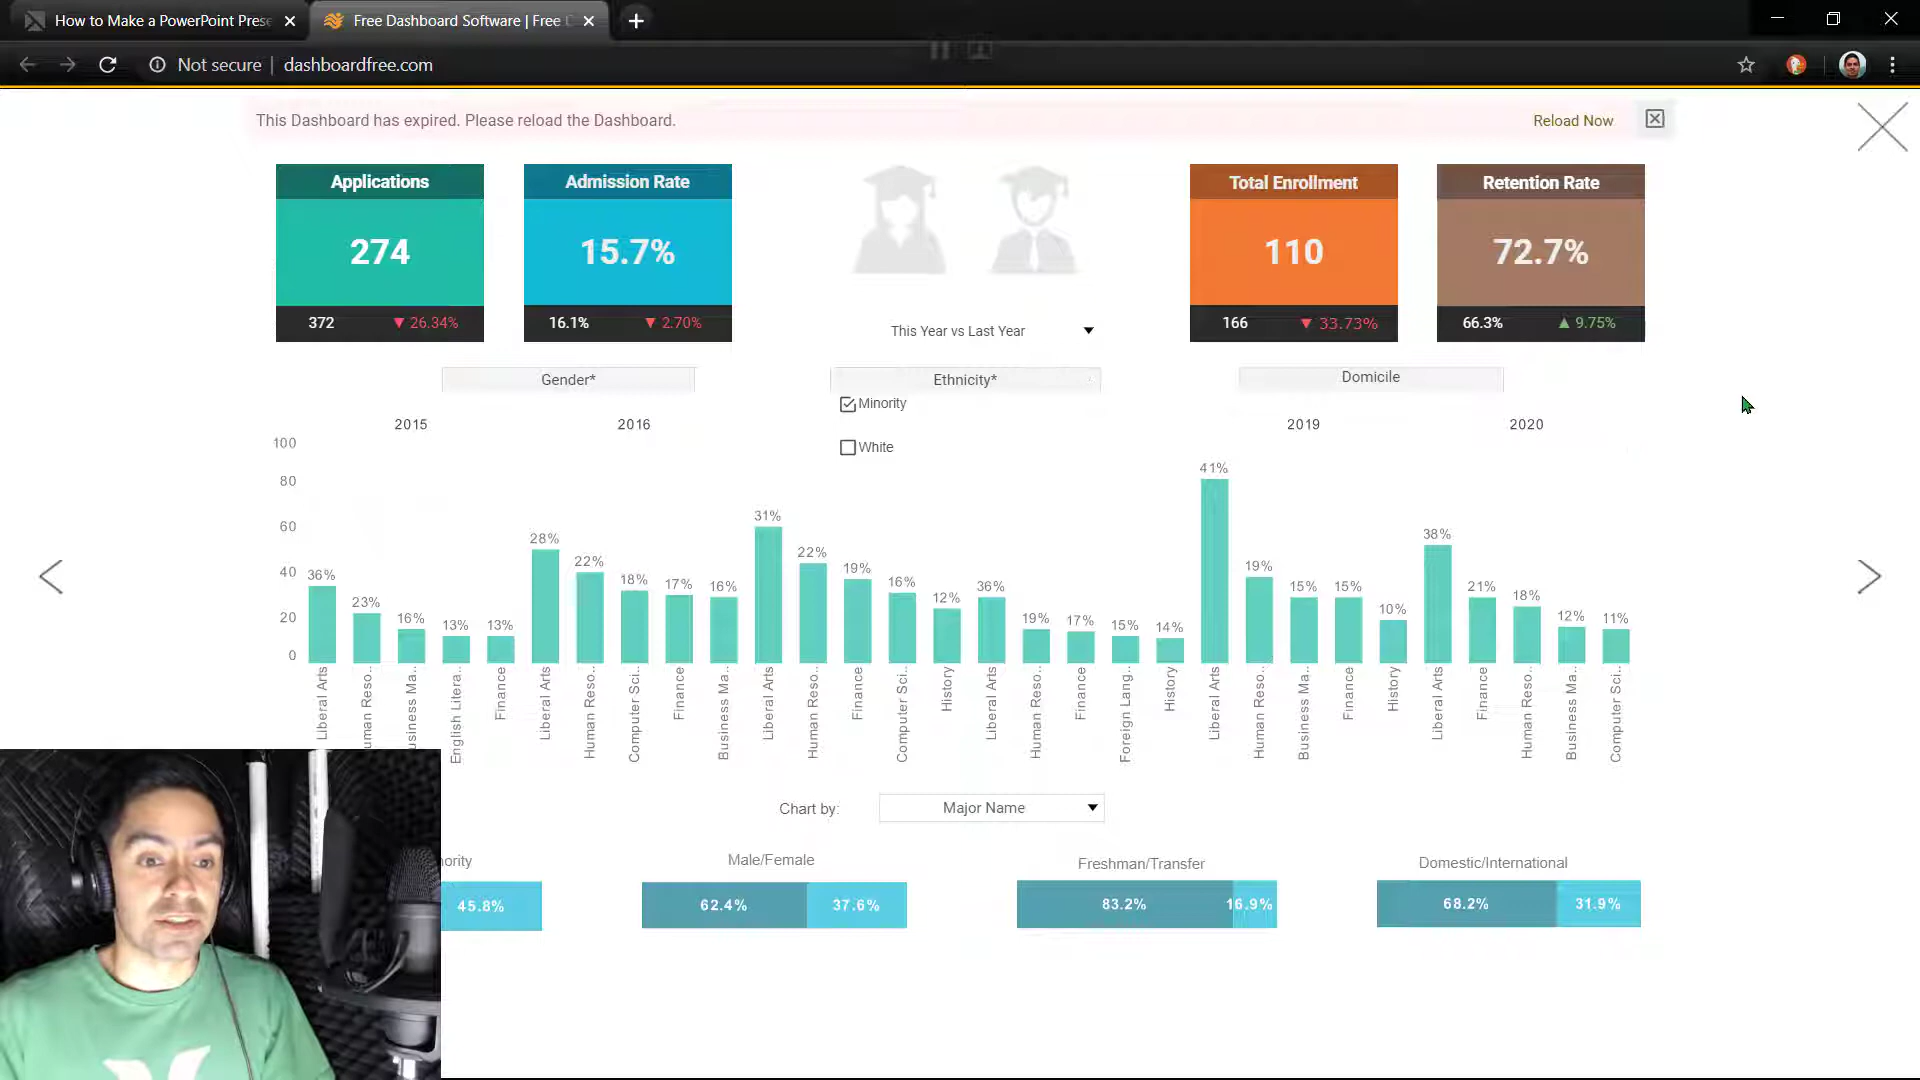 How to Make a PowerPoint Prese
Free Dashboard Software | Free D
Not secure
dashboardfree.com
This Dashboard has expired. Please reload the Dashboard.
Reload Now
Applications
274
372 ▼ 26.34%
Admission Rate
15.7%
16.1% ▼ 2.70%
This Year vs Last Year
Total Enrollment
110
166 ▼ 33.73%
Retention Rate
72.7%
66.3% ▲ 9.75%
Gender*
Ethnicity*
Domicile
Minority
White
2015
2016
2019
2020
100
80
60
40
20
0
36%
23%
16%
13%
13%
28%
22%
18%
17%
16%
31%
22%
19%
16%
12%
36%
19%
17%
15%
14%
41%
19%
15%
15%
10%
38%
21%
18%
12%
11%
Liberal Arts
uman Reso..
usiness Ma..
English Litera..
Finance
Liberal Arts
Human Reso..
Computer Sci..
Finance
Business Ma..
Liberal Arts
Human Reso..
Finance
Computer Sci..
History
Liberal Arts
Human Reso..
Finance
Foreign Lang..
History
Liberal Arts
Human Reso..
Business Ma..
Finance
History
Liberal Arts
Finance
Human Reso..
Business Ma..
Computer Sci..
Chart by:
Major Name
ority
45.8%
Male/Female
62.4%
37.6%
Freshman/Transfer
83.2%
16.9%
Domestic/International
68.2%
31.9%